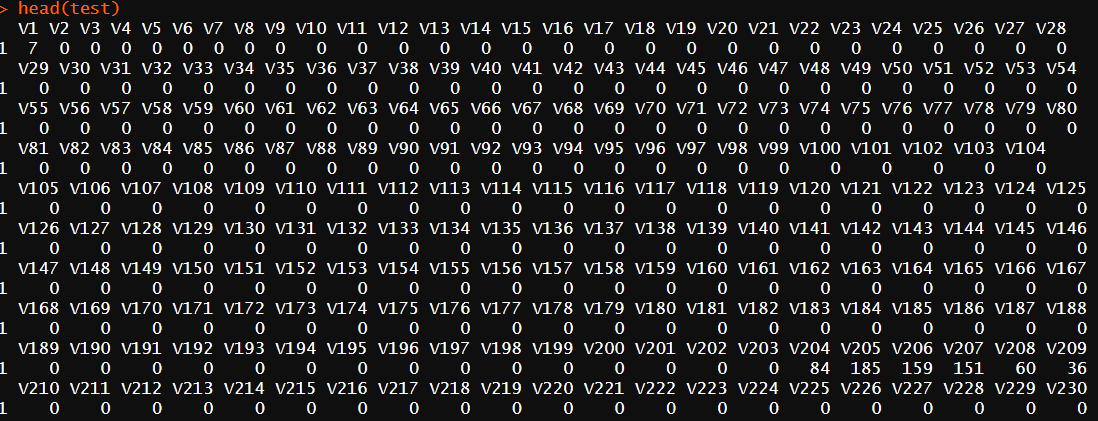 > head(test)
V1 V2 V3 V4 V5 V6 V7 V8 V9 V10 V11 V12 V13 V14 V15 V16 V17 V18 V19 V20 V21 V22 V23 V24 V25 V26 V27 V28
1 7 0 0 0 0 0 0 0 0 0 0 0 0 0 0 0 0 0 0 0 0 0 0 0 0 0 0 0
V29 V30 V31 V32 V33 V34 V35 V36 V37 V38 V39 V40 V41 V42 V43 V44 V45 V46 V47 V48 V49 V50 V51 V52 V53 V54
1 0 0 0 0 0 0 0 0 0 0 0 0 0 0 0 0 0 0 0 0 0 0 0 0 0 0
V55 V56 V57 V58 V59 V60 V61 V62 V63 V64 V65 V66 V67 V68 V69 V70 V71 V72 V73 V74 V75 V76 V77 V78 V79 V80
1 0 0 0 0 0 0 0 0 0 0 0 0 0 0 0 0 0 0 0 0 0 0 0 0 0 0
V81 V82 V83 V84 V85 V86 V87 V88 V89 V90 V91 V92 V93 V94 V95 V96 V97 V98 V99 V100 V101 V102 V103 V104
1 0 0 0 0 0 0 0 0 0 0 0 0 0 0 0 0 0 0 0 0 0 0 0 0
V105 V106 V107 V108 V109 V110 V111 V112 V113 V114 V115 V116 V117 V118 V119 V120 V121 V122 V123 V124 V125
1 0 0 0 0 0 0 0 0 0 0 0 0 0 0 0 0 0 0 0 0 0
V126 V127 V128 V129 V130 V131 V132 V133 V134 V135 V136 V137 V138 V139 V140 V141 V142 V143 V144 V145 V146
1 0 0 0 0 0 0 0 0 0 0 0 0 0 0 0 0 0 0 0 0 0
V147 V148 V149 V150 V151 V152 V153 V154 V155 V156 V157 V158 V159 V160 V161 V162 V163 V164 V165 V166 V167
1 0 0 0 0 0 0 0 0 0 0 0 0 0 0 0 0 0 0 0 0 0
V168 V169 V170 V171 V172 V173 V174 V175 V176 V177 V178 V179 V180 V181 V182 V183 V184 V185 V186 V187 V188
1 0 0 0 0 0 0 0 0 0 0 0 0 0 0 0 0 0 0 0 0 0
V189 V190 V191 V192 V193 V194 V195 V196 V197 V198 V199 V200 V201 V202 V203 V204 V205 V206 V207 V208 V209
1 0 0 0 0 0 0 0 0 0 0 0 0 0 0 0 84 185 159 151 60 36
V210 V211 V212 V213 V214 V215 V216 V217 V218 V219 V220 V221 V222 V223 V224 V225 V226 V227 V228 V229 V230
1 0 0 0 0 0 0 0 0 0 0 0 0 0 0 0 0 0 0 0 0 0